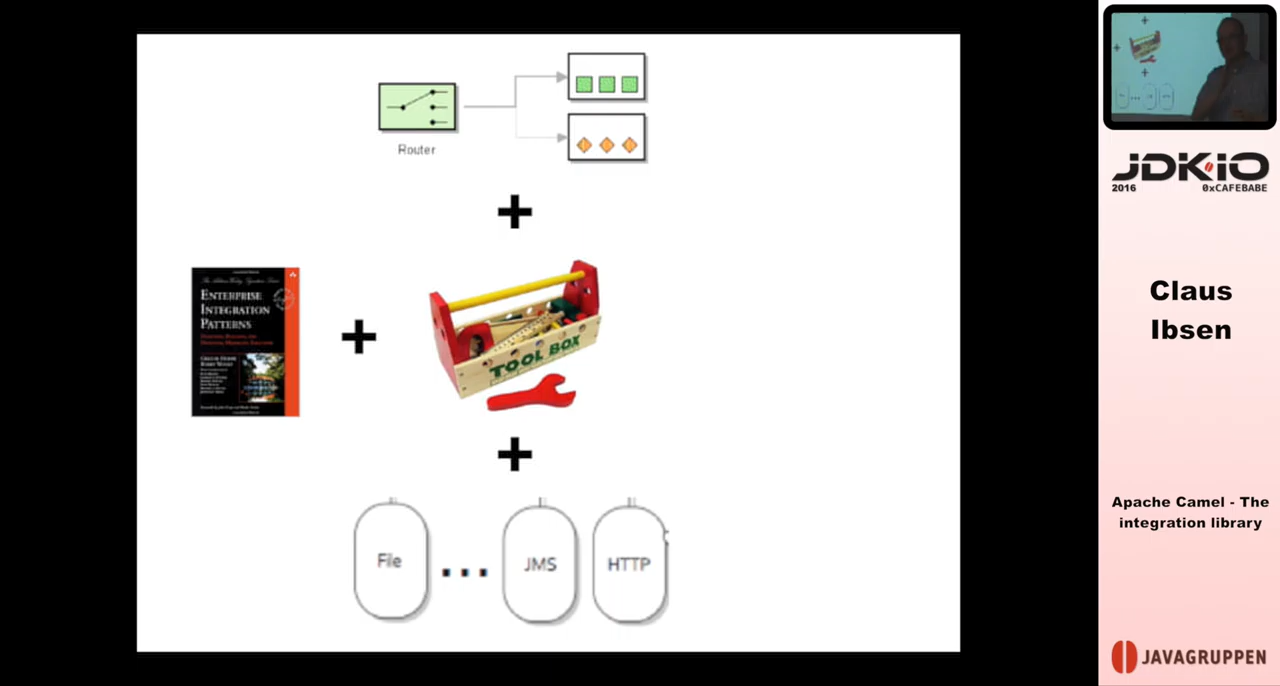 Router
+
ENTERPRISE
INTEGRATION
PATTERNS
+
TOOL BOX
+
File
...
JMS
HTTP
JDK.IO
2016
0xCAFEBABE
Claus
Ibsen
Apache Camel - The
integration library
JAVAGRUPPEN